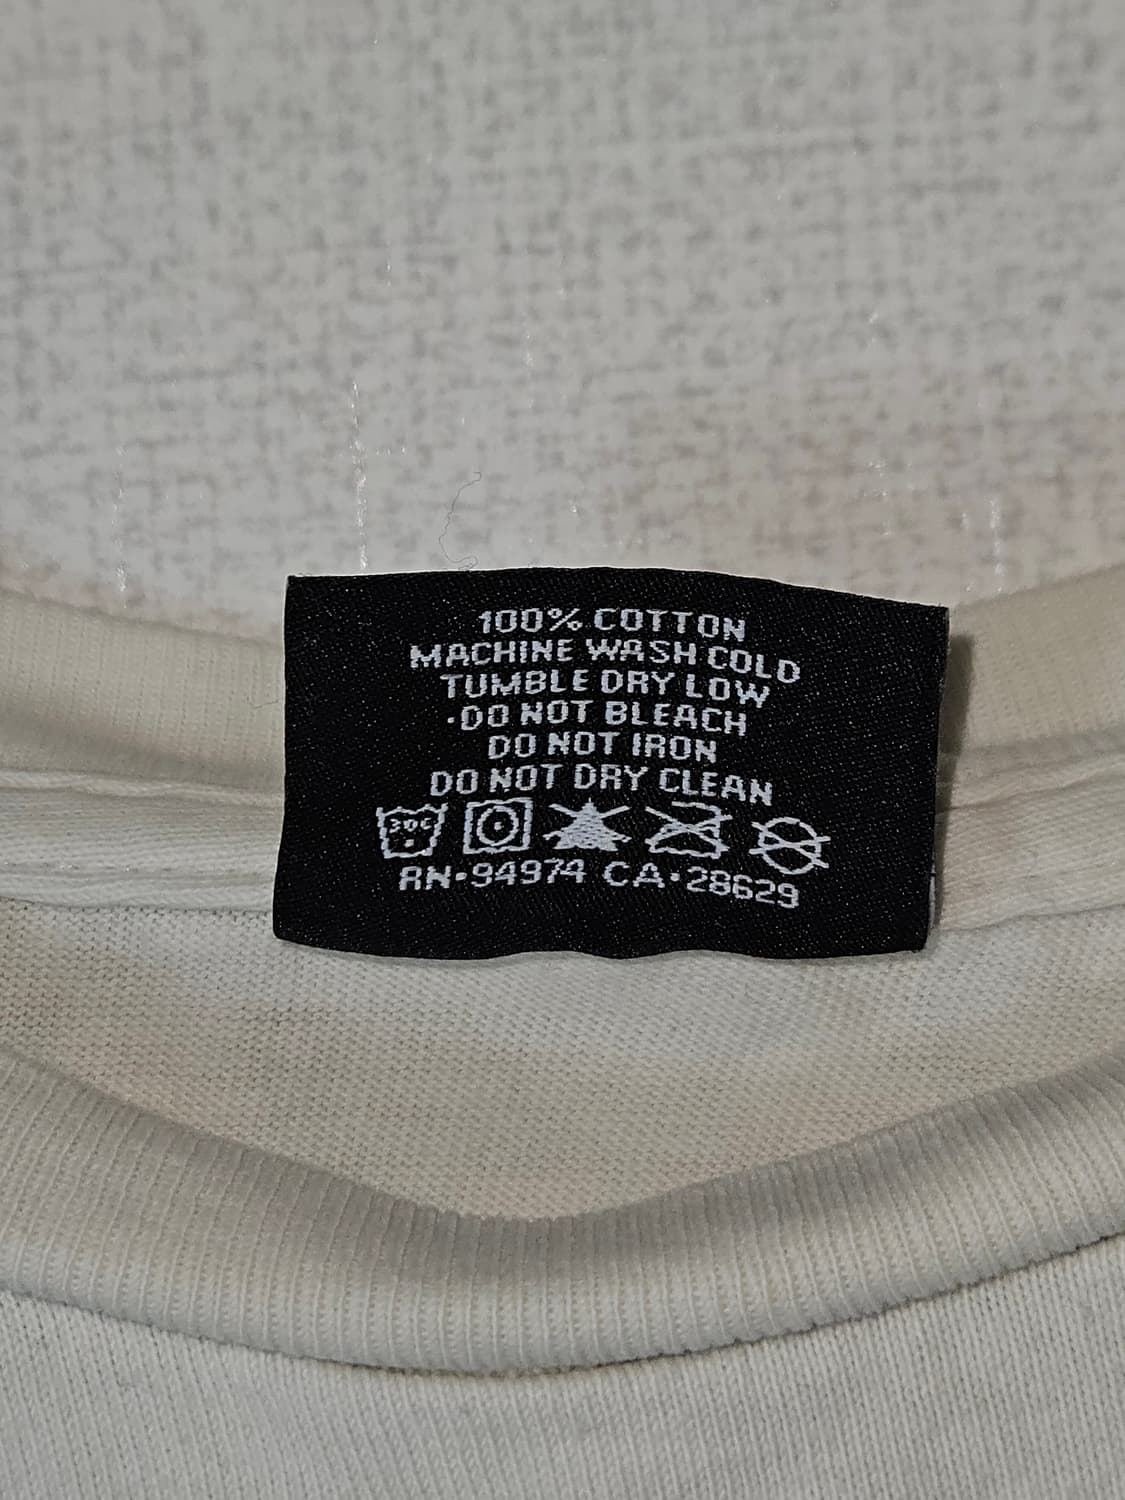 100% COTTON
MACHINE WASH COLD
TUMBLE DRY LOW
·DO NOT BLEACH
DO NOT IRON
DO NOT DRY CLEAN
30C
RN·94974 CA·28629